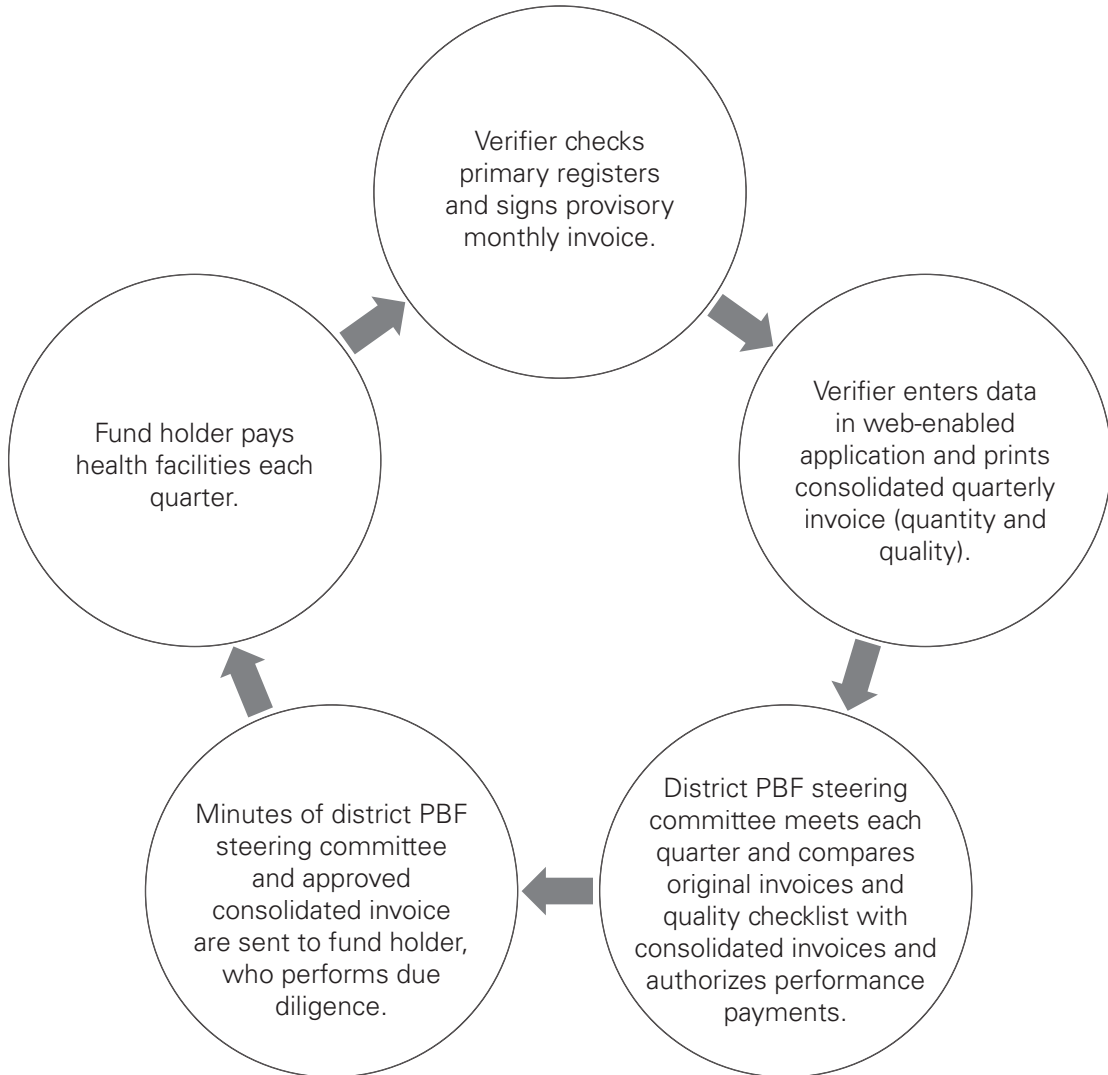 Verifier checks
primary registers
and signs provisory
monthly invoice.
Verifier enters data
in web-enabled
application and prints
consolidated quarterly
invoice (quantity and
quality).
District PBF steering
committee meets each
quarter and compares
original invoices and
quality checklist with
consolidated invoices and
authorizes performance
payments.
Minutes of district PBF
steering committee
and approved
consolidated invoice
are sent to fund holder,
who performs due
diligence.
Fund holder pays
health facilities each
quarter.